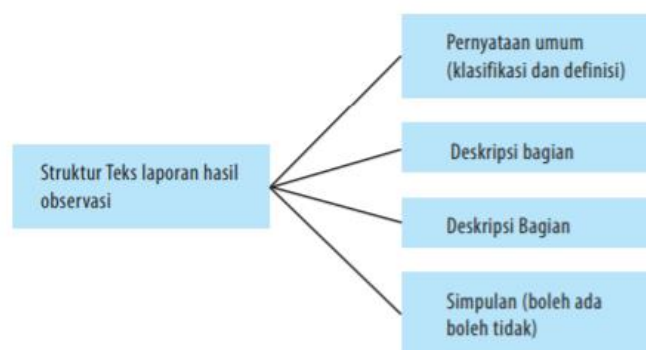 Struktur Teks laporan hasil
observasi
Pernyataan umum
(klasifikasi dan definisi)
Deskripsi bagian
Deskripsi Bagian
Simpulan (boleh ada
boleh tidak)